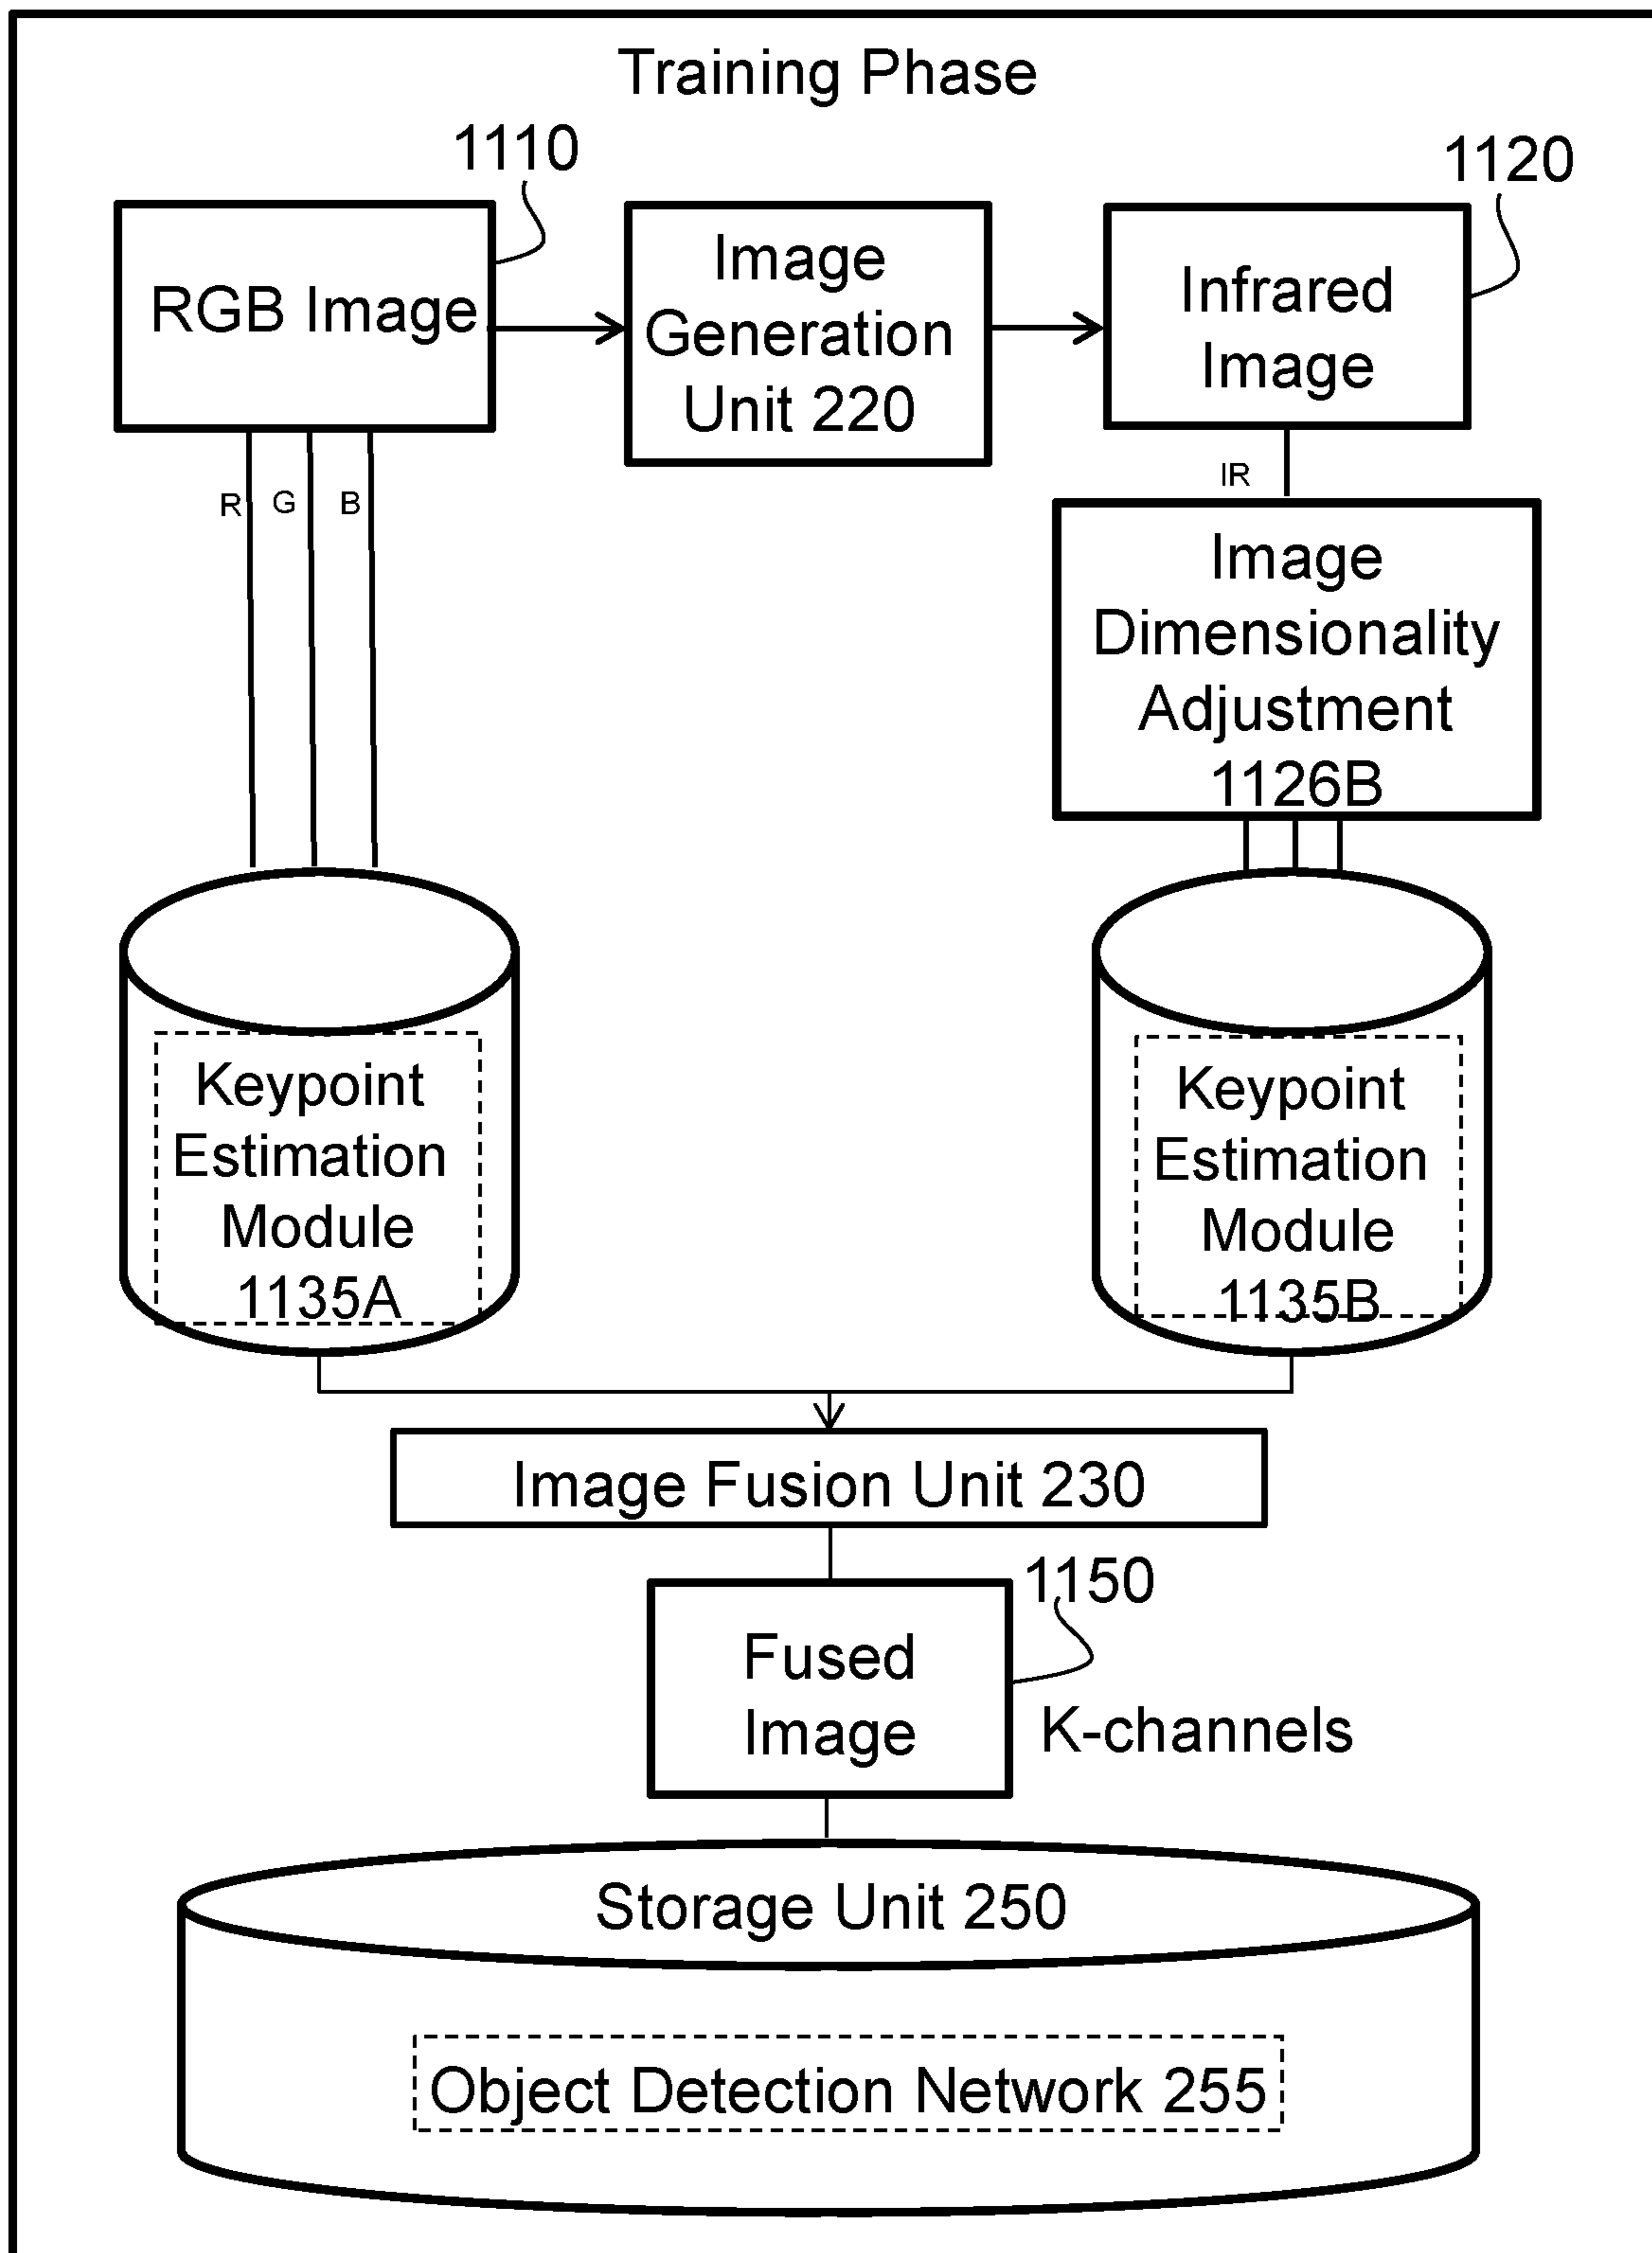 Training Phase
1110
1120
RGB Image
Image
Generation
Unit 220
Infrared
Image
R
G
B
IR
Image
Dimensionality
Adjustment
1126B
Keypoint
Estimation
Module
1135A
Keypoint
Estimation
Module
1135B
Image Fusion Unit 230
1150
Fused
Image
K-channels
Storage Unit 250
Object Detection Network 255